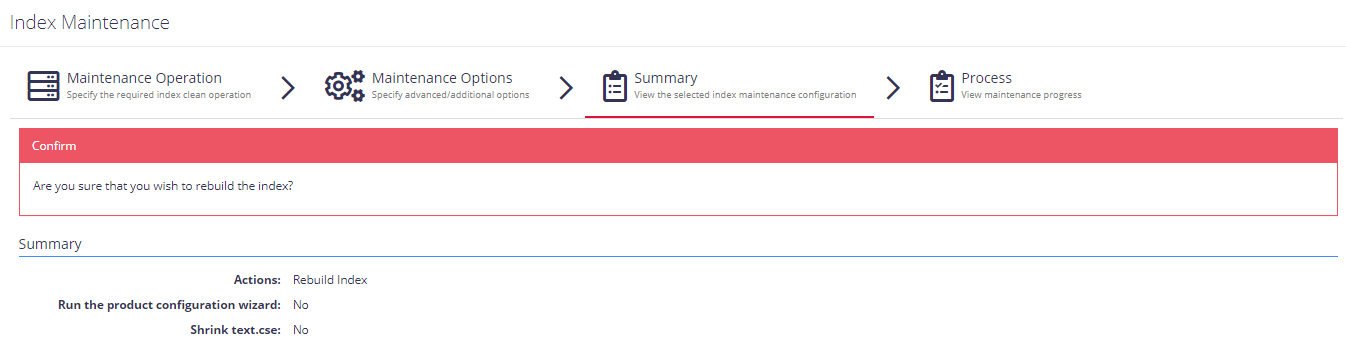 Index Maintenance
Maintenance Operation
Specify the required index clean operation
Maintenance Options
Specify advanced/additional options
Summary
View the selected index maintenance configuration
Process
View maintenance progress
Confirm
Are you sure that you wish to rebuild the index?
Summary
Actions: Rebuild Index
Run the product configuration wizard: No
Shrink text.cse: No